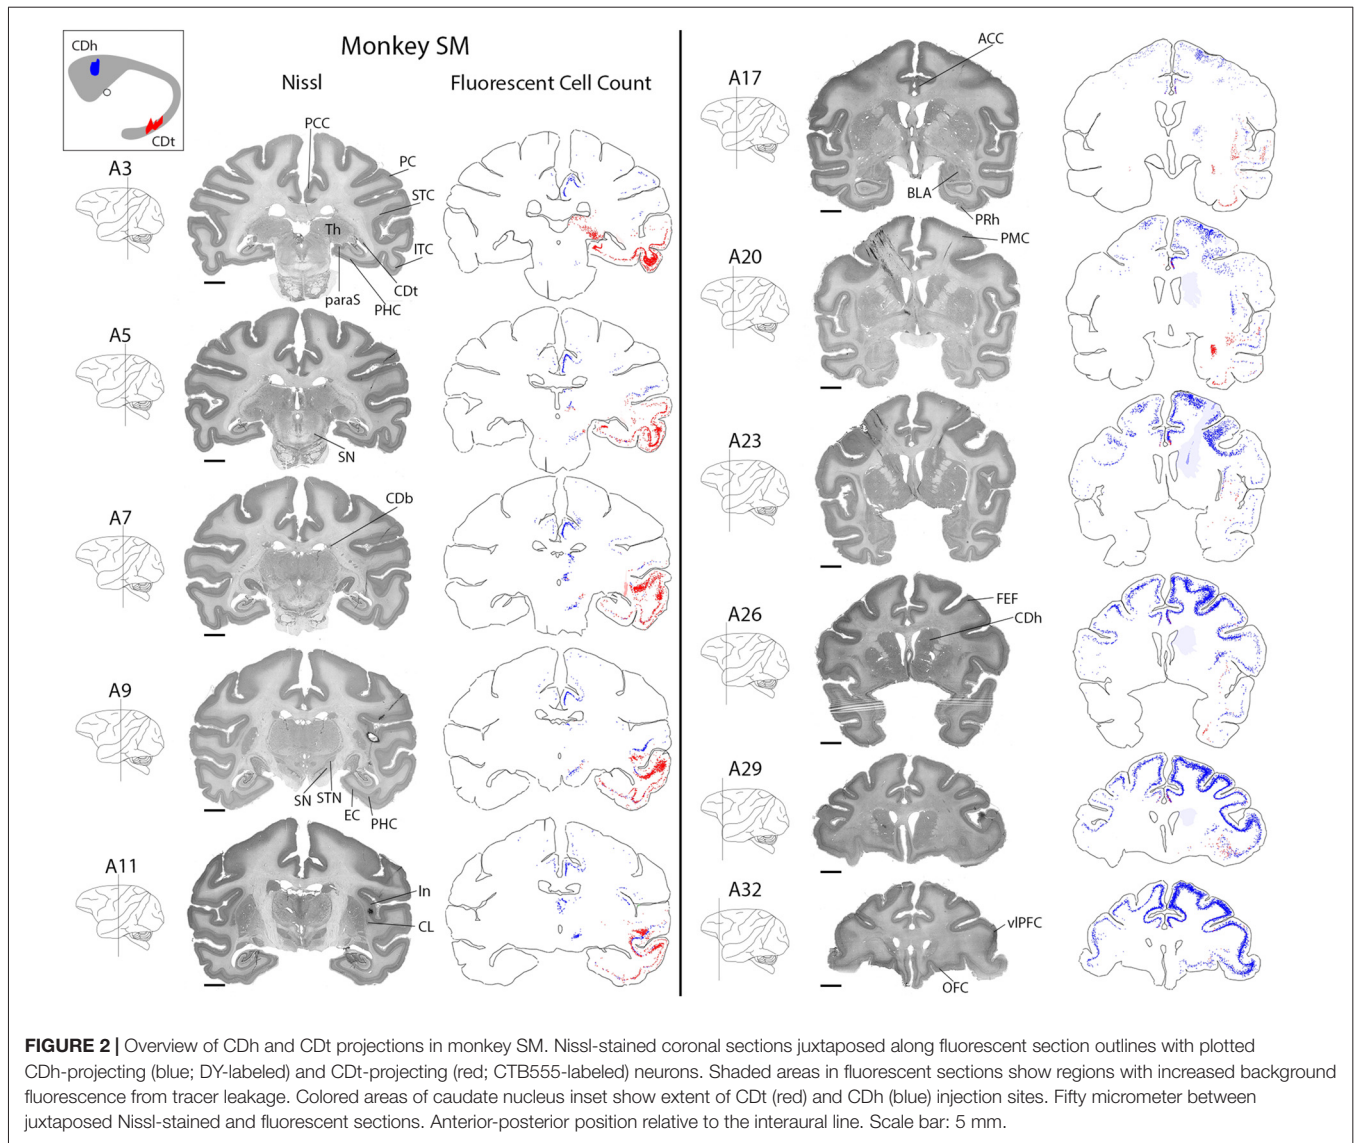 CDh
CDt
Monkey SM
Nissl
Fluorescent Cell Count
A3
PCC
PC
STC
Th
ITC
CDt
paraS
PHC
A5
SN
A7
CDb
A9
SN
STN
EC
PHC
A11
In
CL
A17
ACC
BLA
PRh
A20
PMC
A23
A26
FEF
CDh
A29
A32
vlPFC
OFC
FIGURE 2 | Overview of CDh and CDt projections in monkey SM. Nissl-stained coronal sections juxtaposed along fluorescent section outlines with plotted
CDh-projecting (blue; DY-labeled) and CDt-projecting (red; CTB555-labeled) neurons. Shaded areas in fluorescent sections show regions with increased background
fluorescence from tracer leakage. Colored areas of caudate nucleus inset show extent of CDt (red) and CDh (blue) injection sites. Fifty micrometer between
juxtaposed Nissl-stained and fluorescent sections. Anterior-posterior position relative to the interaural line. Scale bar: 5 mm.